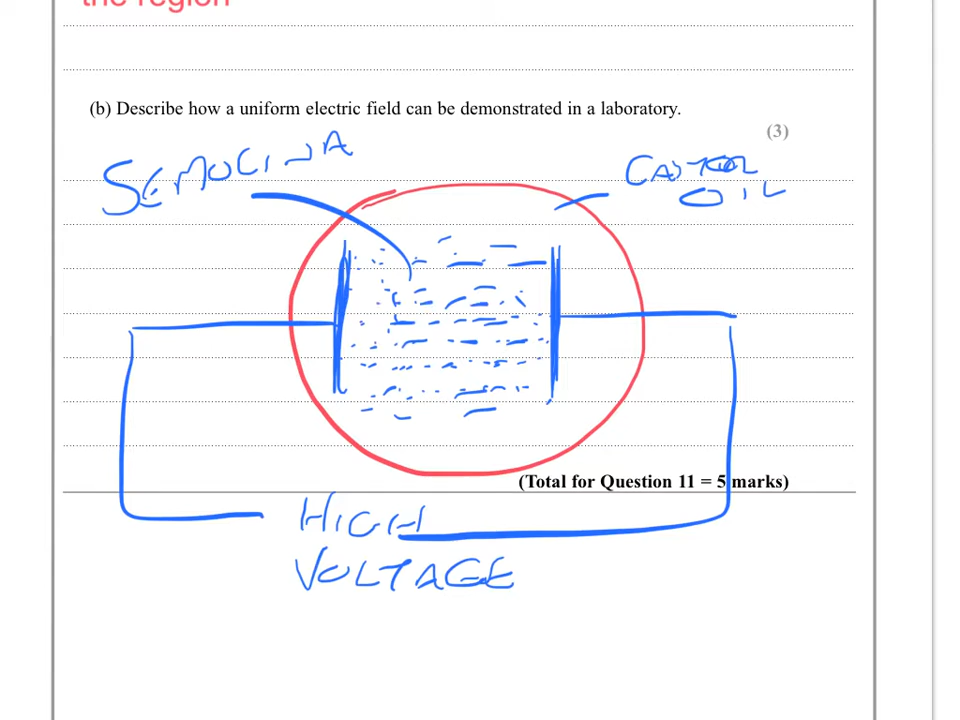 the region
(b) Describe how a uniform electric field can be demonstrated in a laboratory.
(3)
SEMOLINA
CASTOR
OIL
(Total for Question 11 = 5 marks)
HIGH
VOLTAGE